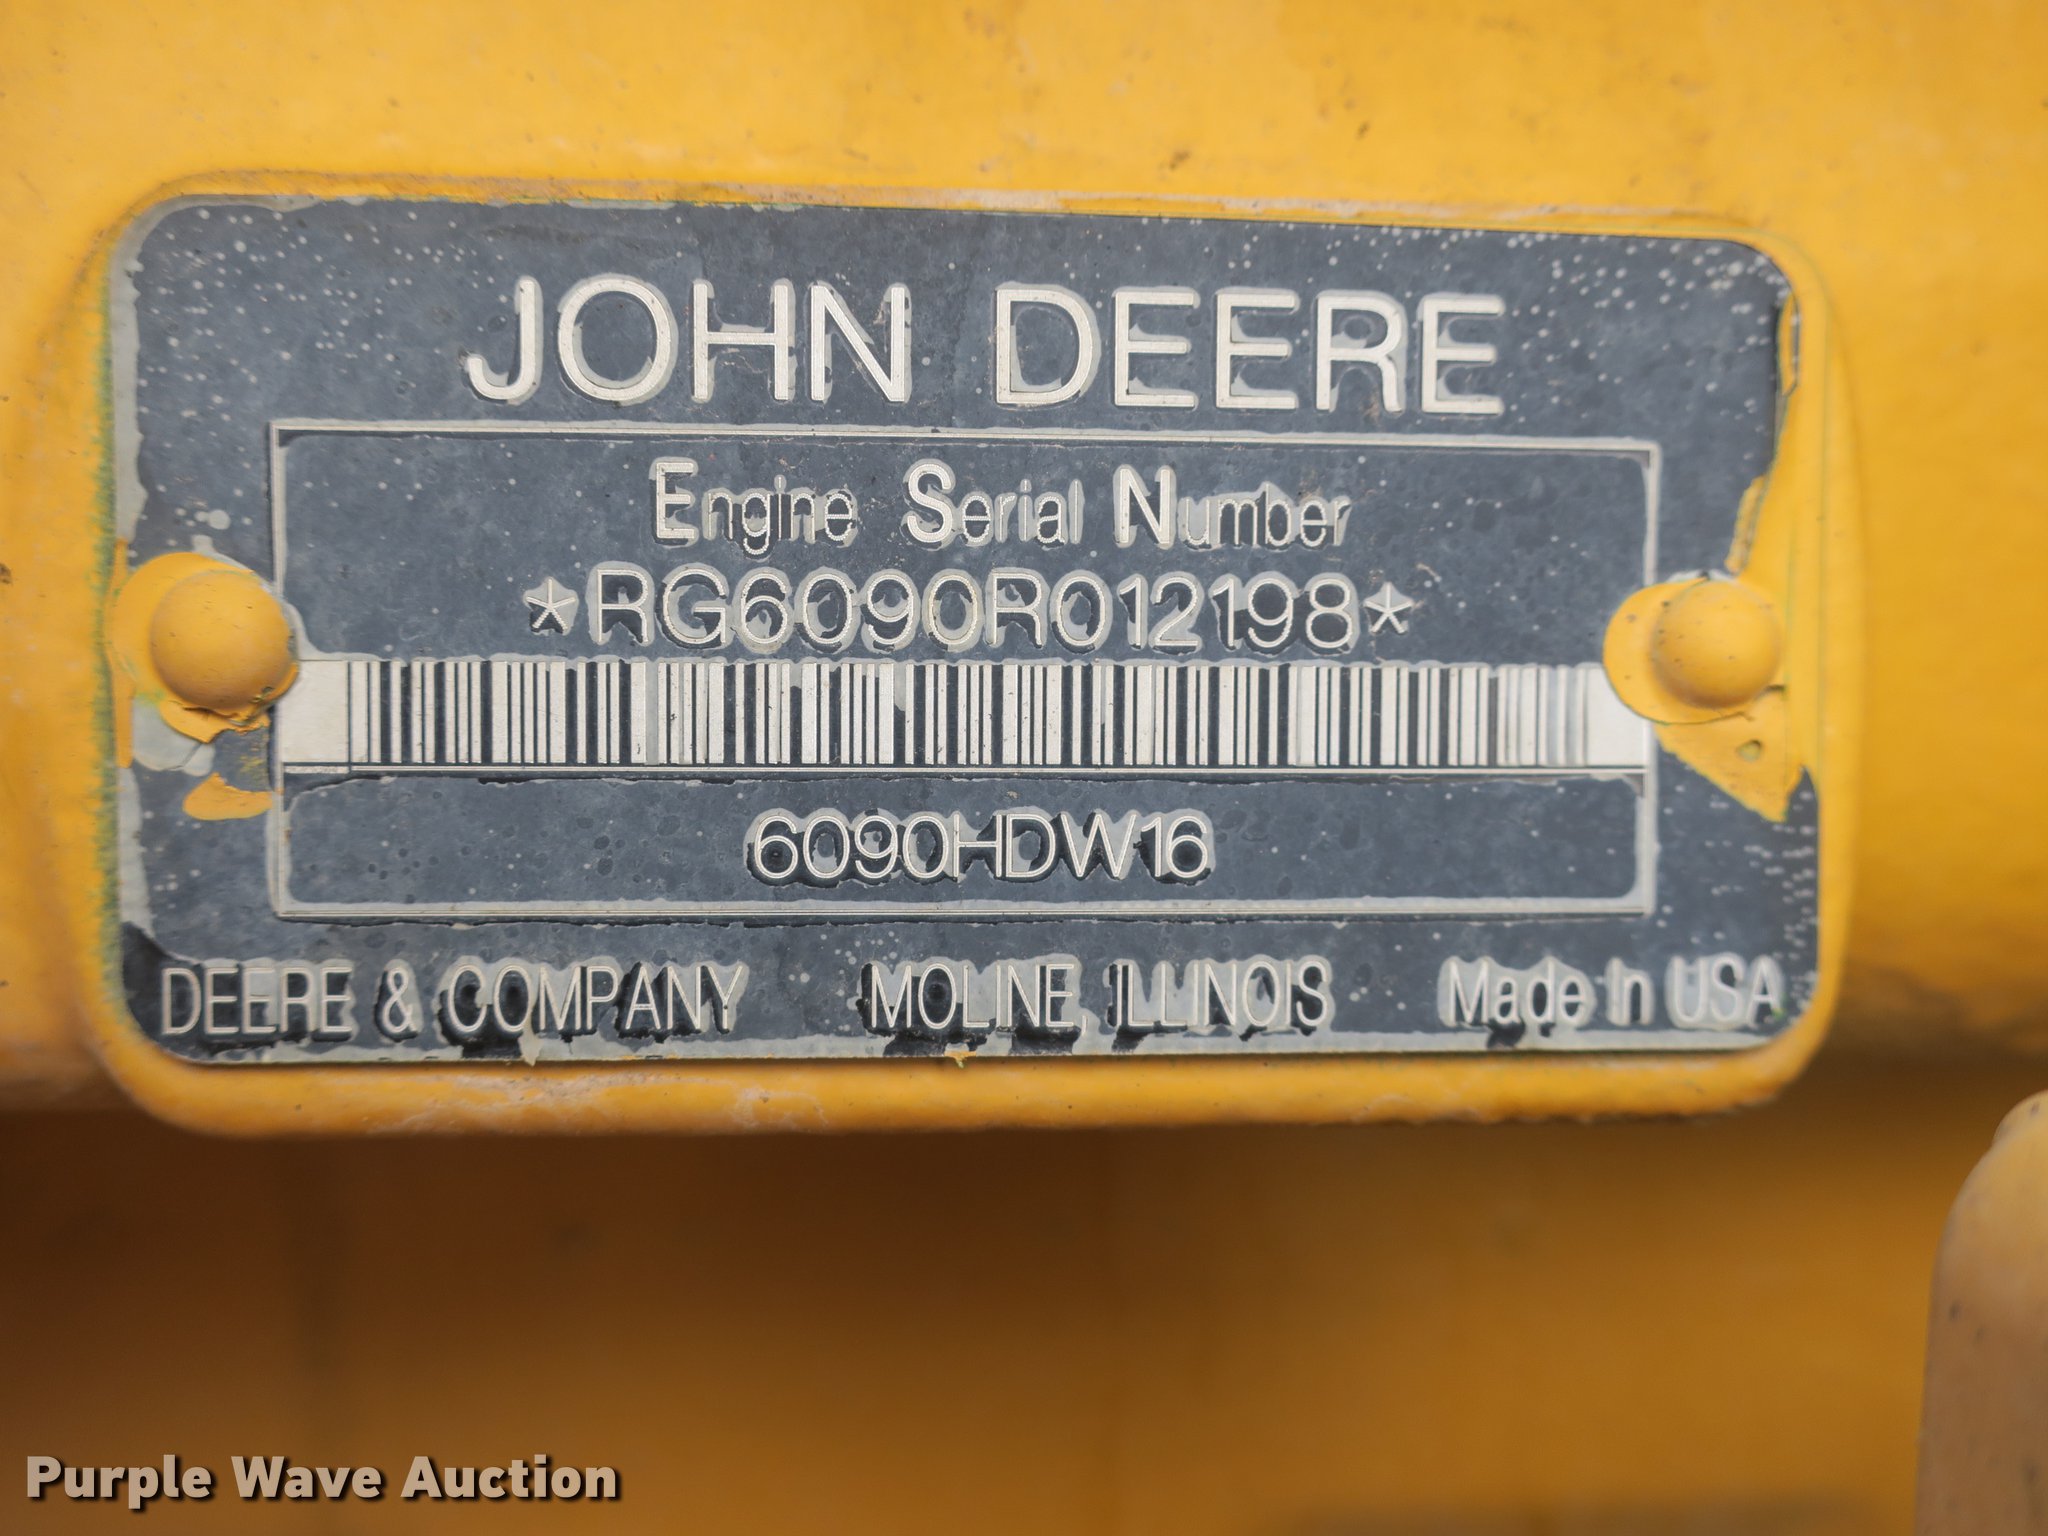 JOHN DEERE
Engine Serial Number
*RG6090R012198*
6090HDW16
DEERE & COMPANY MOLINE, ILLINOIS Made In USA
Purple Wave Auction